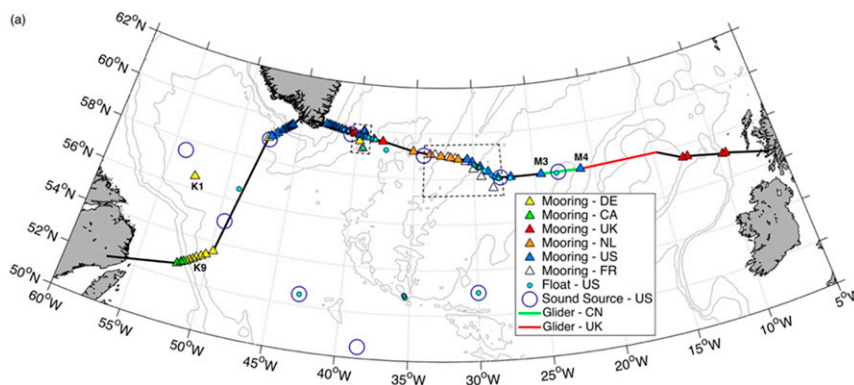 (a)
62°N
60°N
58°N
56°N
54°N
52°N
50°N
60°W
55°W
50°W
45°W
40°W
35°W
30°W
25°W
20°W
15°W
10°W
5°W
K1
K9
M3
M4
Mooring - DE
Mooring - CA
Mooring - UK
Mooring - NL
Mooring - US
Mooring - FR
Float - US
Sound Source - US
Glider - CN
Glider - UK